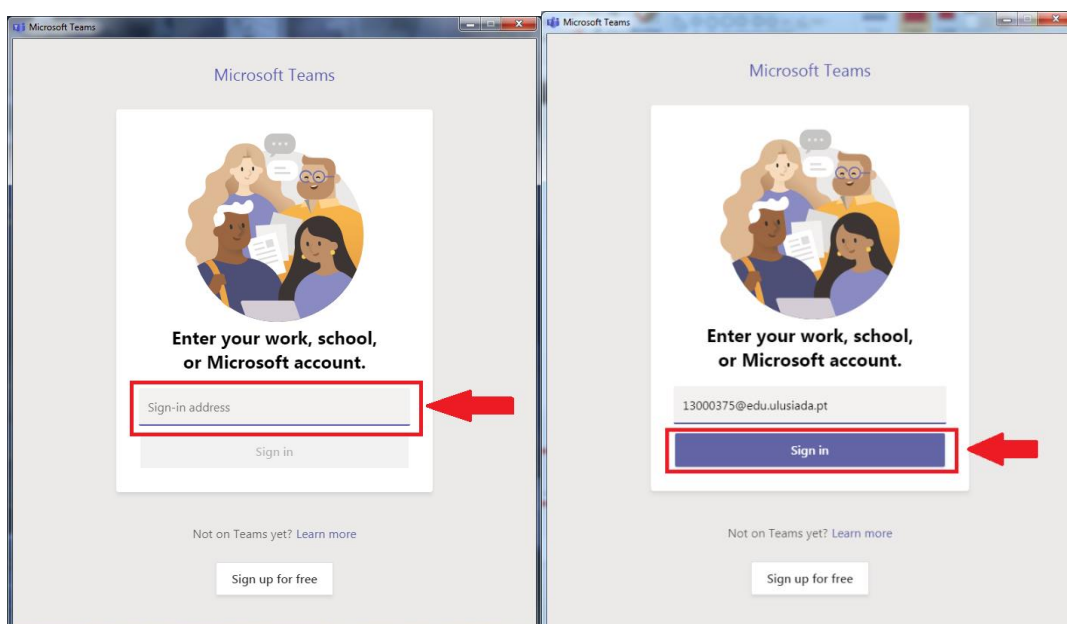 Microsoft Teams
Microsoft Teams
Enter your work, school,
or Microsoft account.
Sign-in address
Sign in
Not on Teams yet? Learn more
Sign up for free
Microsoft Teams
Microsoft Teams
Enter your work, school,
or Microsoft account.
13000375@edu.ulusiada.pt
Sign in
Not on Teams yet? Learn more
Sign up for free